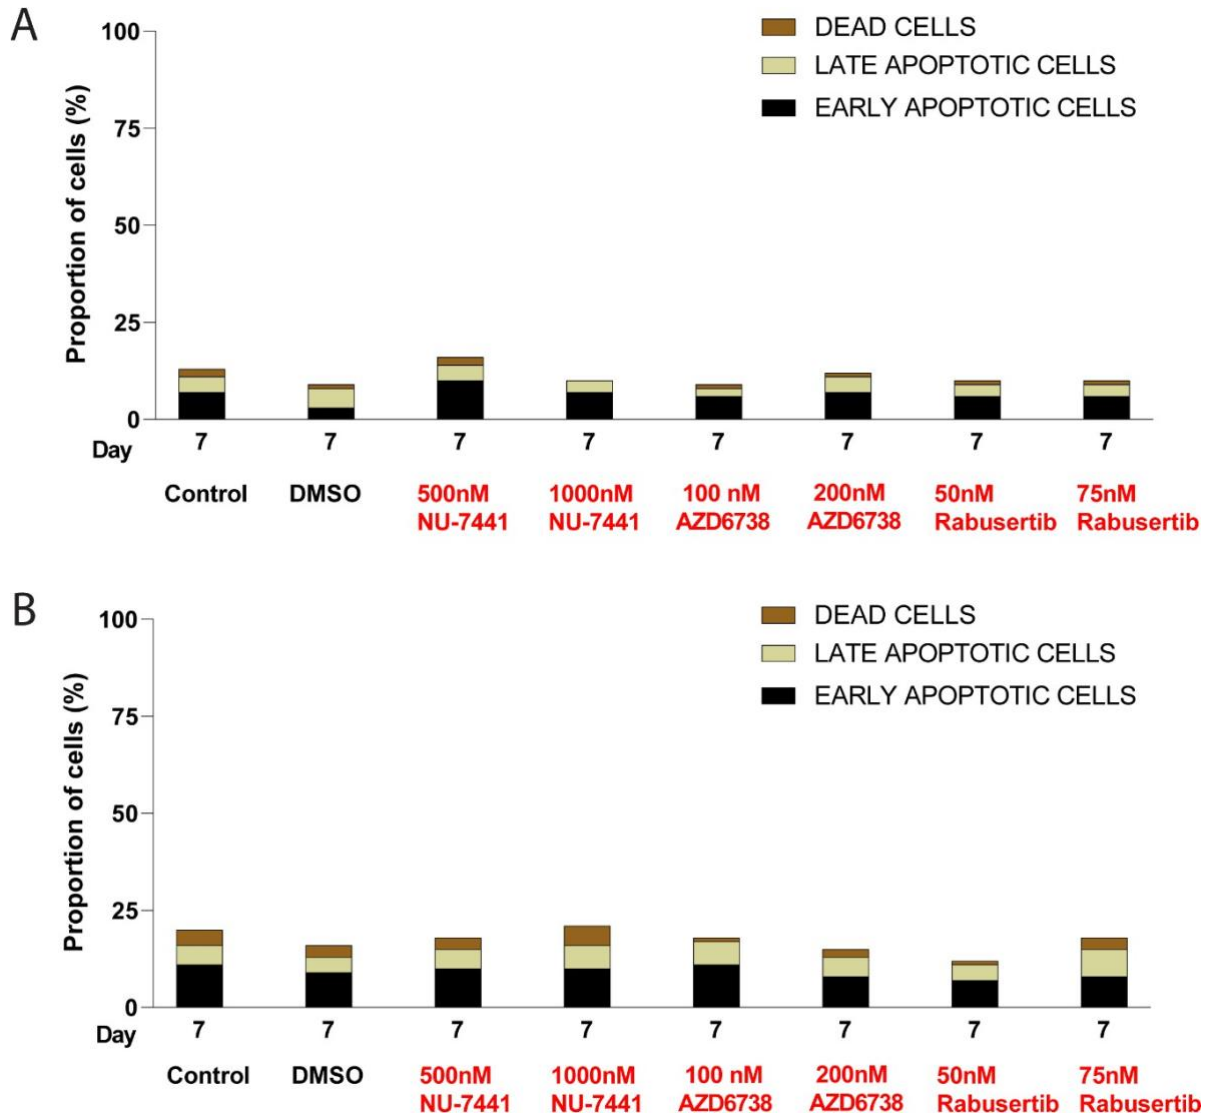 A
100
75
50
25
0
Proportion of cells (%)
DEAD CELLS
LATE APOPTOTIC CELLS
EARLY APOPTOTIC CELLS
Day 7 7 7 7 7 7 7 7
Control DMSO 500nM 1000nM 100 nM 200nM 50nM 75nM
NU-7441 NU-7441 AZD6738 AZD6738 Rabusertib Rabusertib
B
100
75
50
25
0
Proportion of cells (%)
DEAD CELLS
LATE APOPTOTIC CELLS
EARLY APOPTOTIC CELLS
Day 7 7 7 7 7 7 7 7
Control DMSO 500nM 1000nM 100 nM 200nM 50nM 75nM
NU-7441 NU-7441 AZD6738 AZD6738 Rabusertib Rabusertib